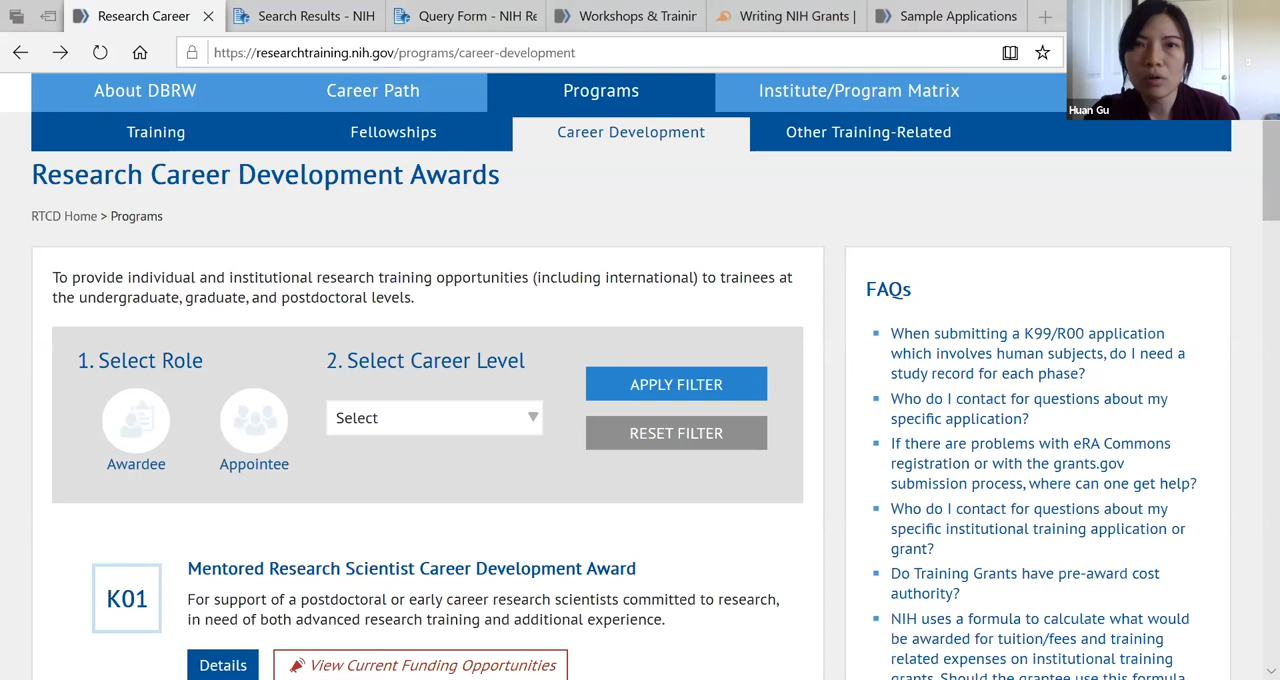 Research Career
Search Results - NIH
Query Form - NIH Re
Workshops & Trainin
Writing NIH Grants |
Sample Applications
https://researchtraining.nih.gov/programs/career-development
Huan Gu
About DBRW
Career Path
Programs
Institute/Program Matrix
Training
Fellowships
Career Development
Other Training-Related
Research Career Development Awards
RTCD Home > Programs
To provide individual and institutional research training opportunities (including international) to trainees at
the undergraduate, graduate, and postdoctoral levels.
1. Select Role
2. Select Career Level
Awardee
Appointee
Select
APPLY FILTER
RESET FILTER
K01
Mentored Research Scientist Career Development Award
For support of a postdoctoral or early career research scientists committed to research,
in need of both advanced research training and additional experience.
Details
View Current Funding Opportunities
FAQs
When submitting a K99/R00 application
which involves human subjects, do I need a
study record for each phase?
Who do I contact for questions about my
specific application?
If there are problems with eRA Commons
registration or with the grants.gov
submission process, where can one get help?
Who do I contact for questions about my
specific institutional training application or
grant?
Do Training Grants have pre-award cost
authority?
NIH uses a formula to calculate what would
be awarded for tuition/fees and training
related expenses on institutional training
grants. Should the grantee use this formula